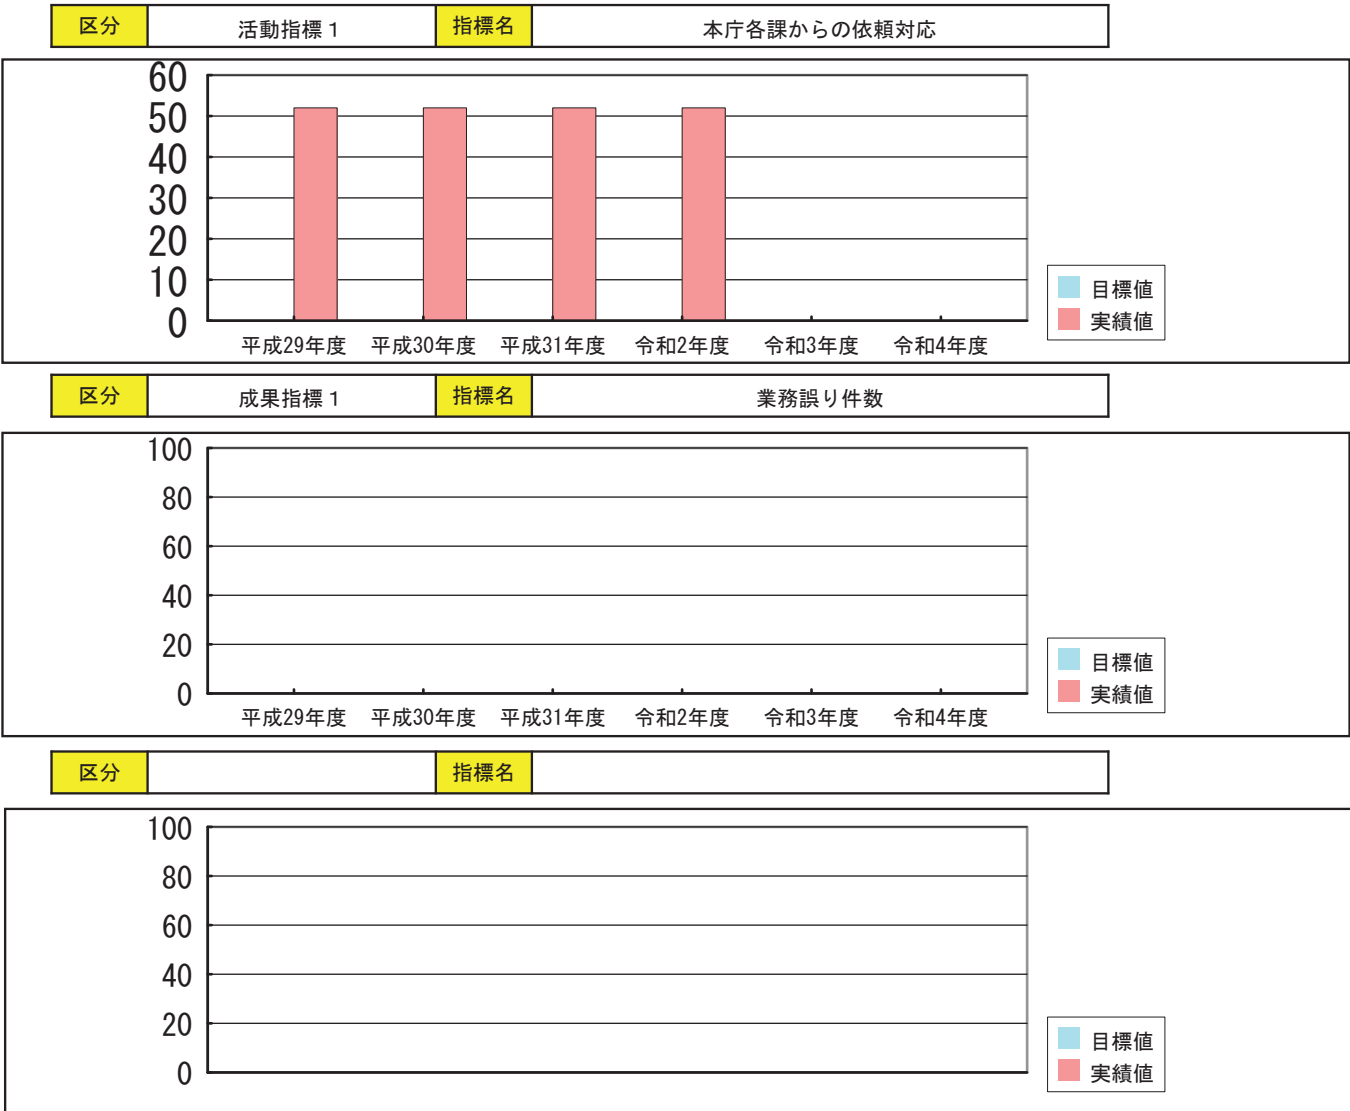 区分 活動指標１ 指標名 本庁各課からの依頼対応
60
50
40
30
20
10
0
平成29年度 平成30年度 平成31年度 令和2年度 令和3年度 令和4年度
目標値
実績値
区分 成果指標１ 指標名 業務誤り件数
100
80
60
40
20
0
平成29年度 平成30年度 平成31年度 令和2年度 令和3年度 令和4年度
目標値
実績値
区分 指標名
100
80
60
40
20
0
目標値
実績値